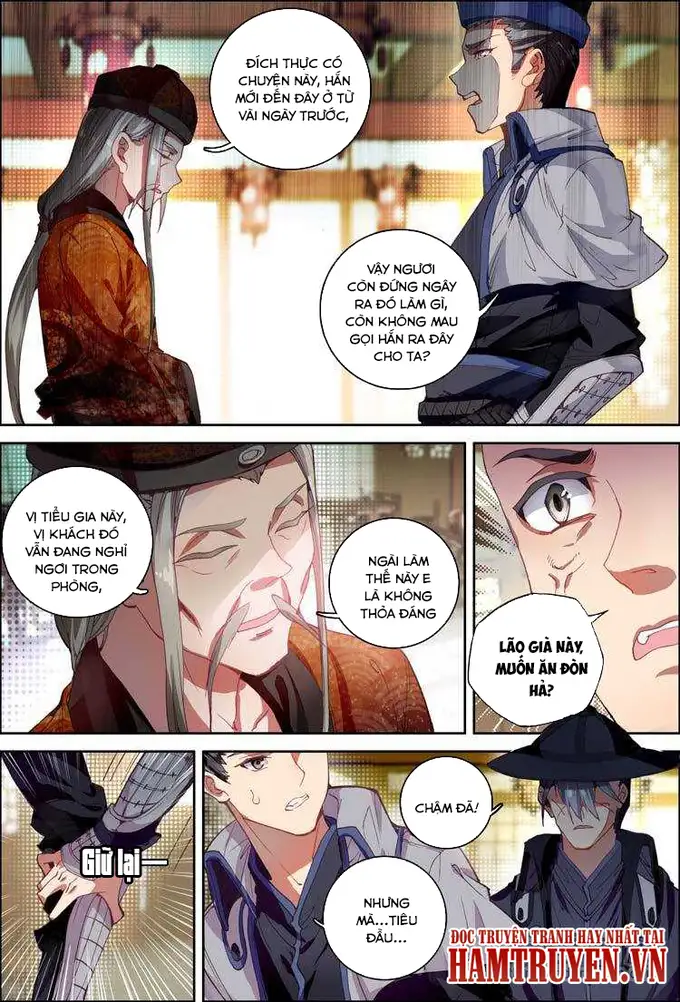 ĐÍCH THỰC CÓ
CHUYỆN NÀY, HẮN
MỚI ĐẾN ĐÂY Ở TỪ
VÀI NGÀY TRƯỚC,
VẬY NGƯƠI
CÒN ĐỨNG NGÂY
RA ĐÓ LÀM GÌ,
CÒN KHÔNG MAU
GỌI HẮN RA ĐÂY
CHO TA?
VỊ TIỂU GIA NÀY,
VỊ KHÁCH ĐÓ
VẪN ĐANG NGHỈ
NGƠI TRONG
PHÒNG,
NGÀI LÀM
THẾ NÀY E
LÀ KHÔNG
THỎA ĐÁNG
LÃO GIÀ NÀY,
MUỐN ĂN ĐÒN
HẢ?
Giữ lại—
CHẬM ĐÃ!
NHƯNG
MÀ...TIÊU
ĐẦU...
ĐỌC TRUYỆN TRANH HAY NHẤT TẠI
HAMTRUYEN.VN